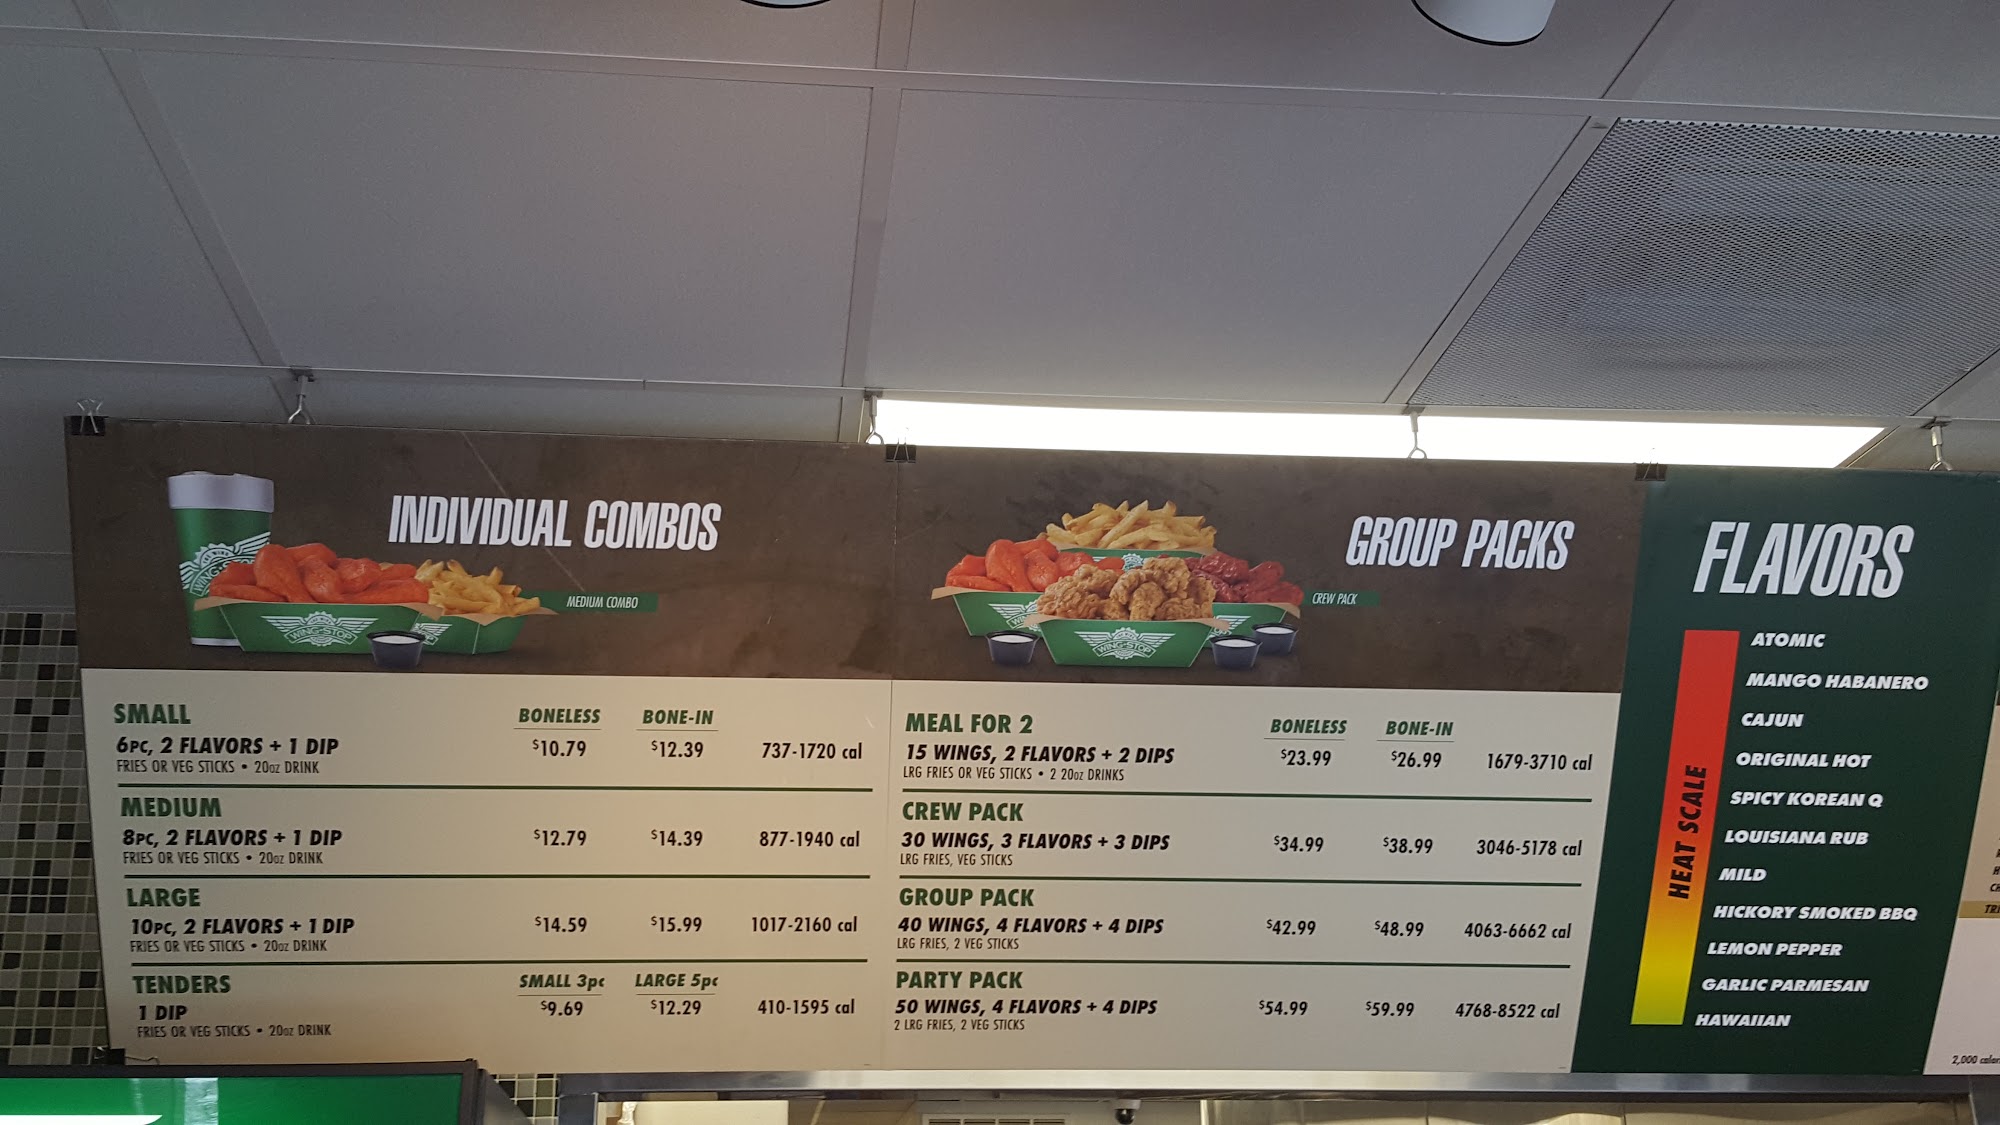 INDIVIDUAL COMBOS
MEDIUM COMBO
WING-STOP
SMALL
BONELESS BONE-IN
6PC, 2 FLAVORS + 1 DIP $10.79 $12.39 737-1720 cal
FRIES OR VEG STICKS • 20oz DRINK
MEDIUM
8PC, 2 FLAVORS + 1 DIP $12.79 $14.39 877-1940 cal
FRIES OR VEG STICKS • 20oz DRINK
LARGE
10PC, 2 FLAVORS + 1 DIP $14.59 $15.99 1017-2160 cal
FRIES OR VEG STICKS • 20oz DRINK
TENDERS SMALL 3pc LARGE 5pc
1 DIP $9.69 $12.29 410-1595 cal
FRIES OR VEG STICKS • 20oz DRINK
GROUP PACKS
CREW PACK
WING-STOP
MEAL FOR 2 BONELESS BONE-IN
15 WINGS, 2 FLAVORS + 2 DIPS $23.99 $26.99 1679-3710 cal
LRG FRIES OR VEG STICKS • 2 20oz DRINKS
CREW PACK
30 WINGS, 3 FLAVORS + 3 DIPS $34.99 $38.99 3046-5178 cal
LRG FRIES, VEG STICKS
GROUP PACK
40 WINGS, 4 FLAVORS + 4 DIPS $42.99 $48.99 4063-6662 cal
LRG FRIES, 2 VEG STICKS
PARTY PACK
50 WINGS, 4 FLAVORS + 4 DIPS $54.99 $59.99 4768-8522 cal
2 LRG FRIES, 2 VEG STICKS
FLAVORS
HEAT SCALE
ATOMIC
MANGO HABANERO
CAJUN
ORIGINAL HOT
SPICY KOREAN Q
LOUISIANA RUB
MILD
HICKORY SMOKED BBQ
LEMON PEPPER
GARLIC PARMESAN
HAWAIIAN
2,000